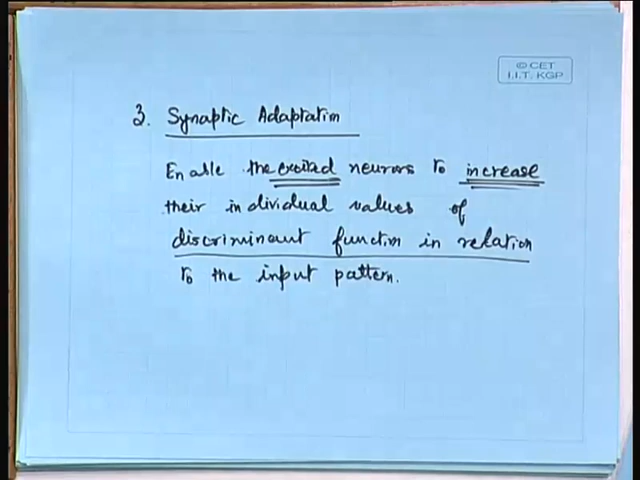 © CET
I.I.T. KGP
3. Synaptic Adaptation
Enable the excited neurons to increase
their individual values of
discriminant function in relation
to the input pattern.